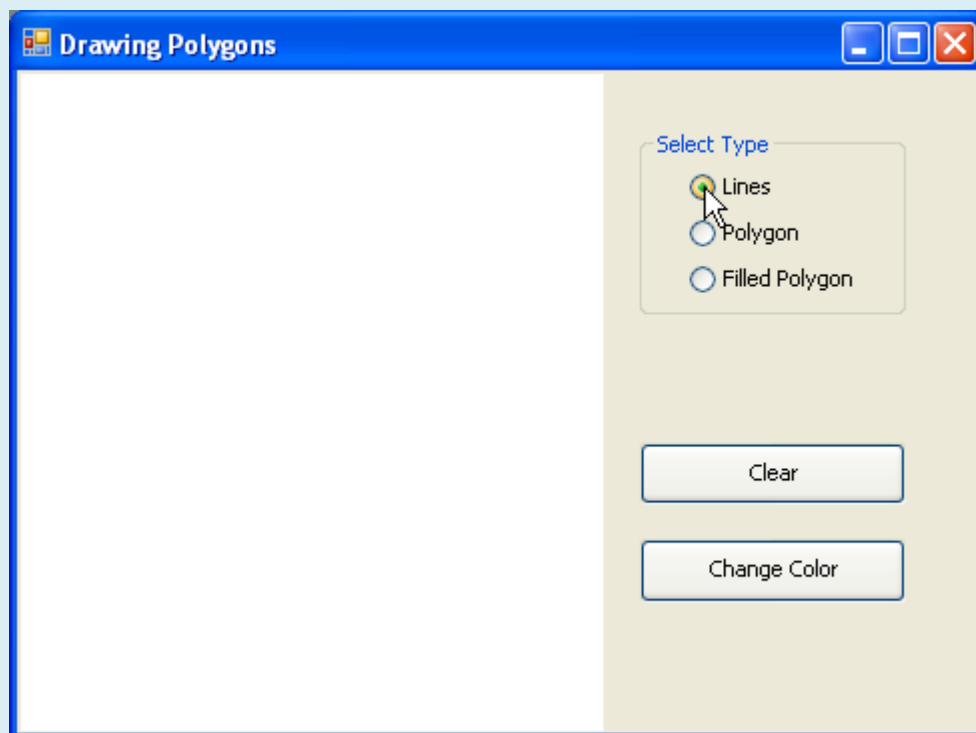 Drawing Polygons
Select Type
Lines
Polygon
Filled Polygon
Clear
Change Color